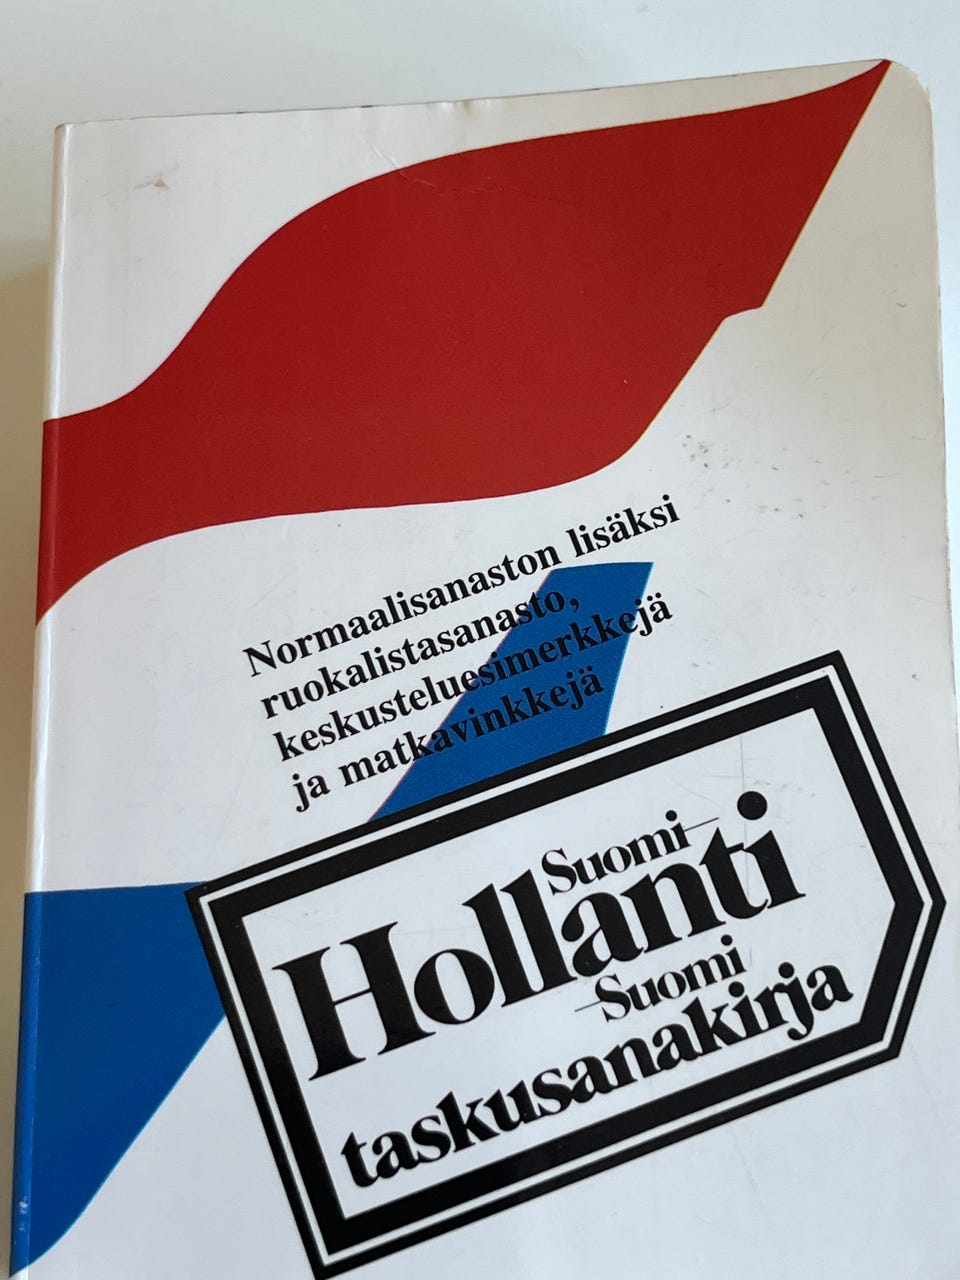 Normaalisanaston lisäksi
ruokalistasanasto,
keskusteluesimerkkejä
ja matkavinkkejä
Suomi–
Hollanti
–Suomi
taskusanakirja